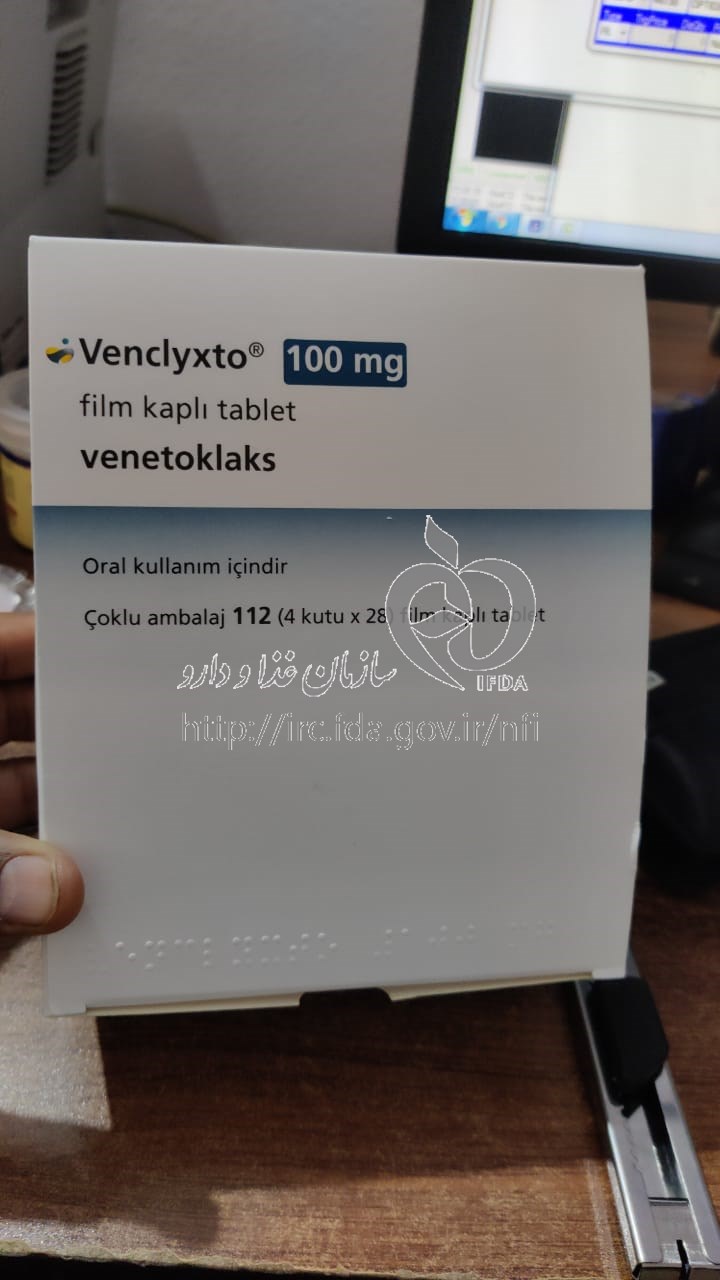 Venclyxto® 100 mg
film kaplı tablet
venetoklaks
Oral kullanım içindir
Çoklu ambalaj 112 (4 kutu x 28) film kaplı tablet
سازمان غذا و دارو
IFDA
http://irc.fda.gov.ir/nfi